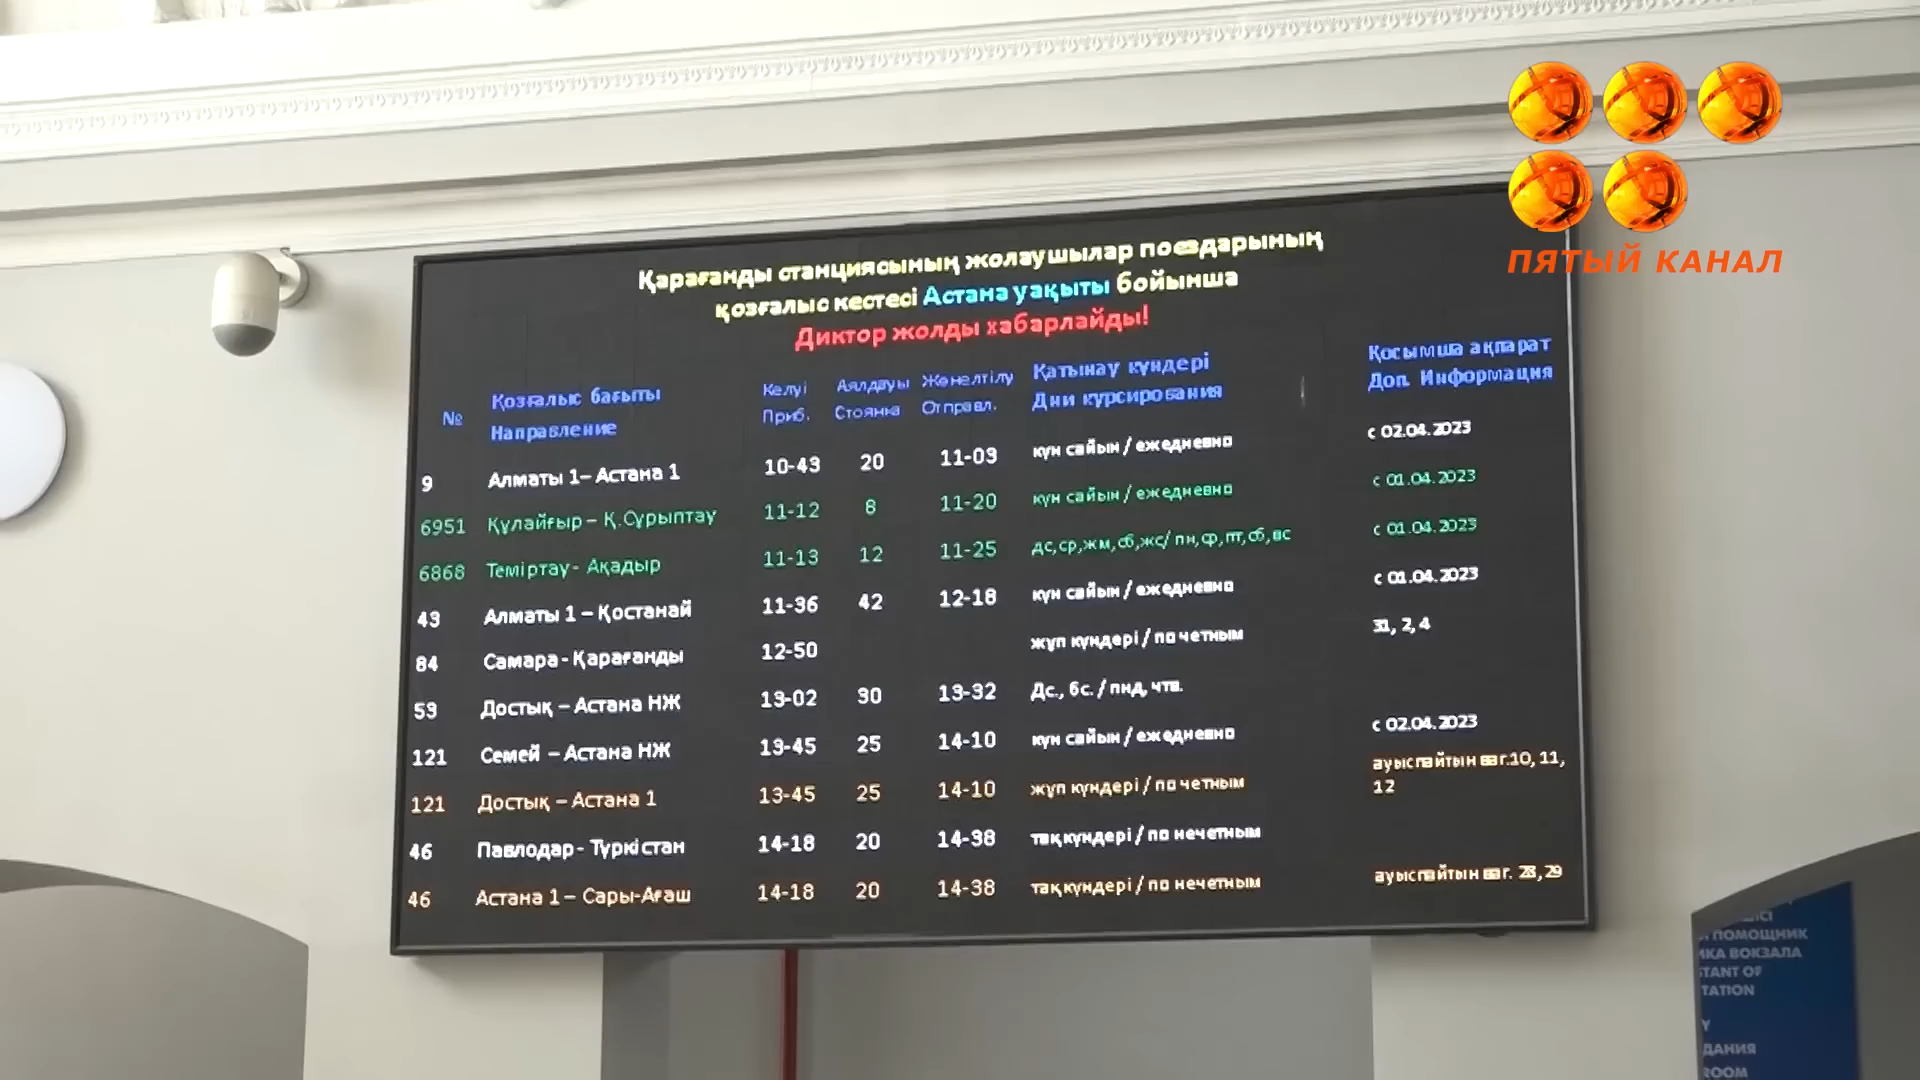 ПЯТЫЙ КАНАЛ
Қарағанды станциясының жолаушылар поездарының
қозғалыс кестесі Астана уақыты бойынша
Диктор жолды хабарлайды!
№ Қозғалыс бағыты Келуі Аялдауы Жөнелтілу Қатынау күндері Қосымша ақпарат
Направление Приб. Стоянка Отправл. Дни курсирования Доп. Информация
9 Алматы 1– Астана 1 10-43 20 11-03 күн сайын / ежедневно с 02.04.2023
6951 Құлайғыр – Қ.Сұрыптау 11-12 8 11-20 күн сайын / ежедневно с 01.04.2023
6868 Теміртау - Ақадыр 11-13 12 11-25 дс,ср,жм,сб,жс/ пн,ср,пт,сб,вс с 01.04.2023
43 Алматы 1 – Қостанай 11-36 42 12-18 күн сайын / ежедневно с 01.04.2023
84 Самара - Қарағанды 12-50 жұп күндері / по четным 31, 2, 4
53 Достық – Астана НЖ 13-02 30 13-32 Дс., бс. / пнд, чтв.
121 Семей – Астана НЖ 13-45 25 14-10 күн сайын / ежедневно с 02.04.2023
121 Достық – Астана 1 13-45 25 14-10 жұп күндері / по четным ауыспайтын ваг.10, 11,
12
46 Павлодар - Түркістан 14-18 20 14-38 тақ күндері / по нечетным
46 Астана 1 – Сары-Ағаш 14-18 20 14-38 тақ күндері / по нечетным ауыспайтын ваг. 28,29
ПОМОЩНИК
ВОКЗАЛА
OF
ROOM